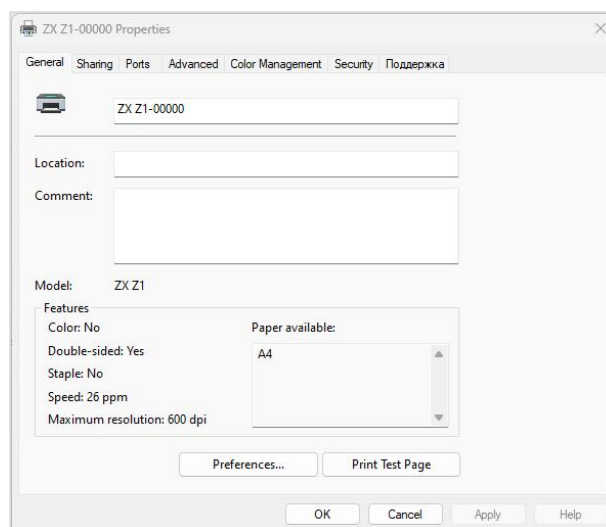 ZX Z1-00000 Properties
General Sharing Ports Advanced Color Management Security Поддержка
ZX Z1-00000
Location:
Comment:
Model: ZX Z1
Features
Color: No Paper available:
Double-sided: Yes A4
Staple: No
Speed: 26 ppm
Maximum resolution: 600 dpi
Preferences... Print Test Page
OK Cancel Apply Help